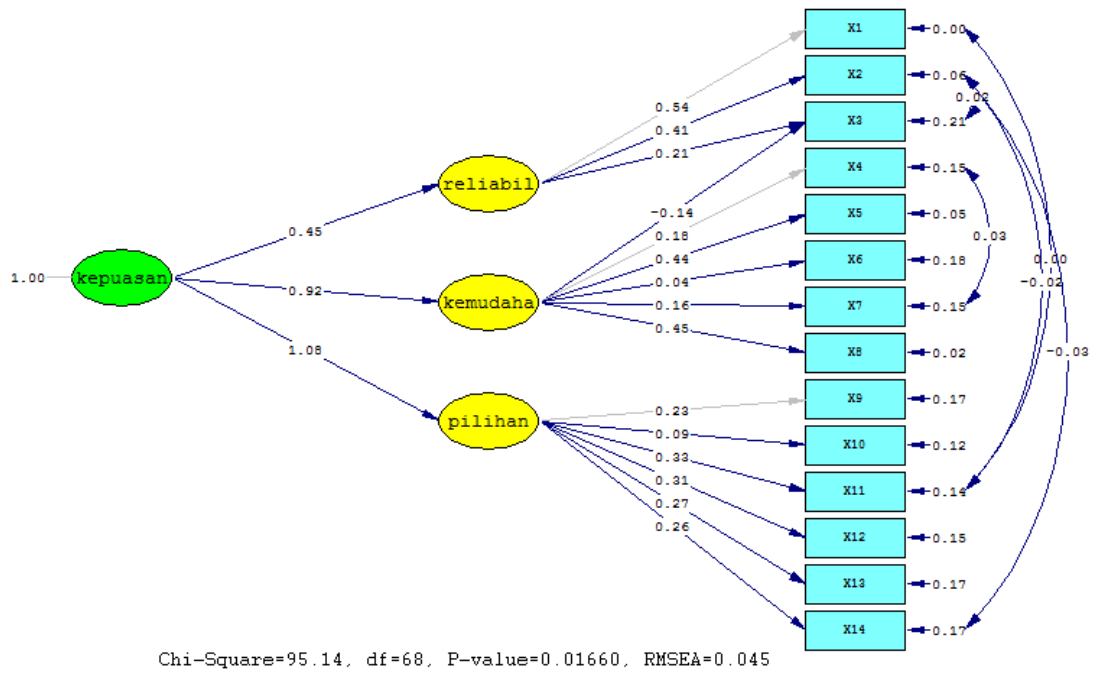 X1
0.00
X2
0.06
0.02
0.54
X3
0.21
0.41
0.21
X4
0.15
reliabil
-0.14
X5
0.05
0.18
0.45
0.03
0.44
X6
0.18
0.00
1.00
kepuasan
0.04
-0.02
0.92
kemudaha
0.16
X7
0.15
0.45
1.08
X8
0.02
-0.03
X9
0.17
0.23
pilihan
0.09
X10
0.12
0.33
0.31
X11
0.14
0.27
0.26
X12
0.15
X13
0.17
X14
0.17
Chi-Square=95.14, df=68, P-value=0.01660, RMSEA=0.045